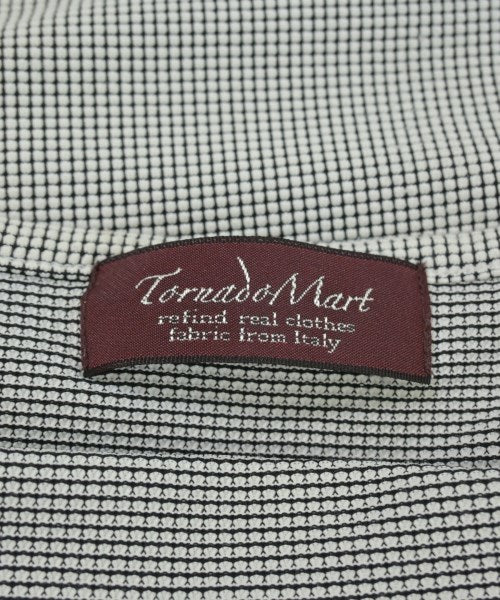 TornadoMart
refind real clothes
fabric from Italy